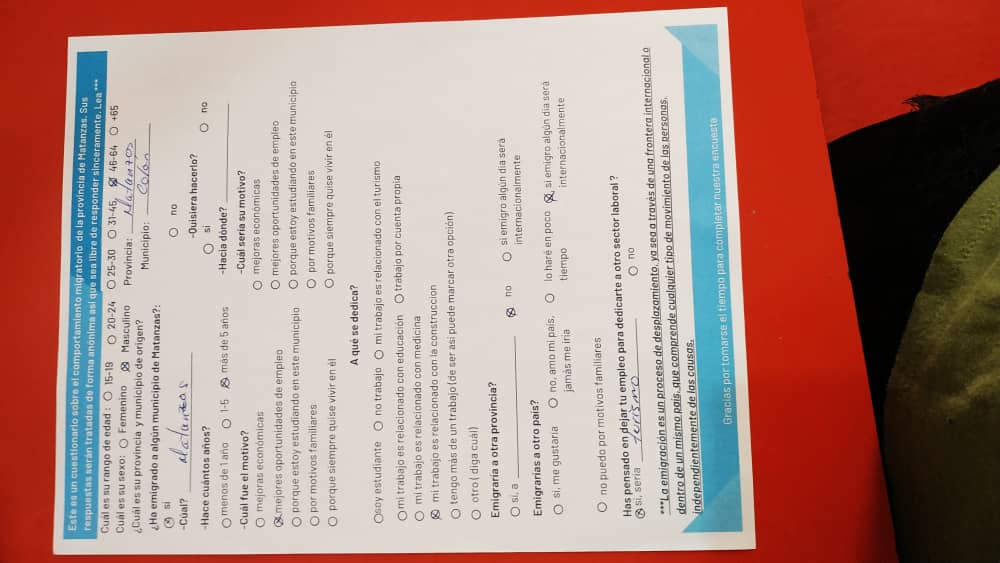 Este es un cuestionario sobre el comportamiento migratorio de la provincia de Matanzas. Sus
respuestas serán tratadas de forma anónima así que sea libre de responder sinceramente. Lea ***
Cuál es su rango de edad : ○ 15-19 ○ 20-24 ○ 25-30 ○ 31-45, ⊗ 46-64 ○ +65
Cuál es su sexo: ○ Femenino ⊗ Masculino
¿Cuál es su provincia y municipio de origen? Provincia: Matanzas
Municipio: Colón
¿Ha emigrado a algún municipio de Matanzas?:
⊗ si
-Cual? Matanzas
-Hace cuántos años?
○ menos de 1 año ○ 1-5 ⊗ más de 5 años
-Cuál fue el motivo?
○ mejoras económicas
⊗ mejores oportunidades de empleo
○ porque estoy estudiando en este municipio
○ por motivos familiares
○ porque siempre quise vivir en él
○ no
-Quisiera hacerlo?
○ si ○ no
-Hacia dónde?
-Cuál sería su motivo?
○ mejoras económicas
○ mejores oportunidades de empleo
○ porque estoy estudiando en este municipio
○ por motivos familiares
○ porque siempre quise vivir en él
A qué se dedica?
○ soy estudiante ○ no trabajo ○ mi trabajo es relacionado con el turismo
○ mi trabajo es relacionado con educación ○ trabajo por cuenta propia
○ mi trabajo es relacionado con medicina
⊗ mi trabajo es relacionado con la construccion
○ tengo más de un trabajo (de ser asi puede marcar otra opción)
○ otro ( diga cuál)
Emigraría a otra provincia?
○ si, a ⊗ no ○ si emigro algún dia será
internacionalmente
Emigrarías a otro país?
○ si, me gustaria ○ no, amo mi país, ○ lo haré en poco ⊗ si emigro algún dia será
jamás me iría tiempo internacionalmente
○ no puedo por motivos familiares
Has pensado en dejar tu empleo para dedicarte a otro sector laboral ?
⊗ si, seria turismo ○ no
***La emigración es un proceso de desplazamiento, ya sea a través de una frontera internacional o
dentro de un mismo país, que comprende cualquier tipo de movimiento de las personas,
independientemente de las causas.
Gracias por tomarse el tiempo para completar nuestra encuesta